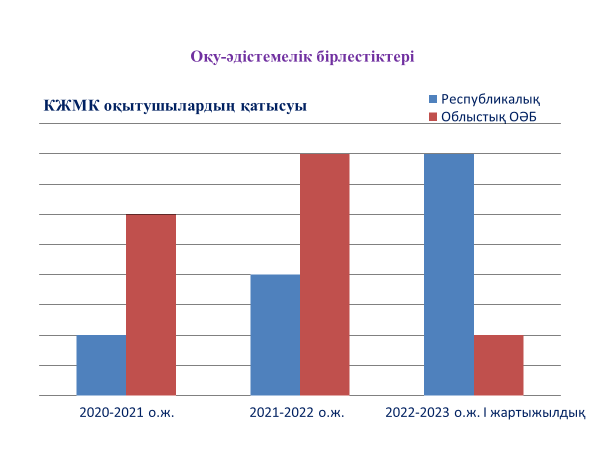 Оқу-әдістемелік бірлестіктері
КЖМК оқытушылардың қатысуы
Республикалық
Облыстық ОӘБ
2020-2021 о.ж.
2021-2022 о.ж.
2022-2023 о.ж. І жартыжылдық